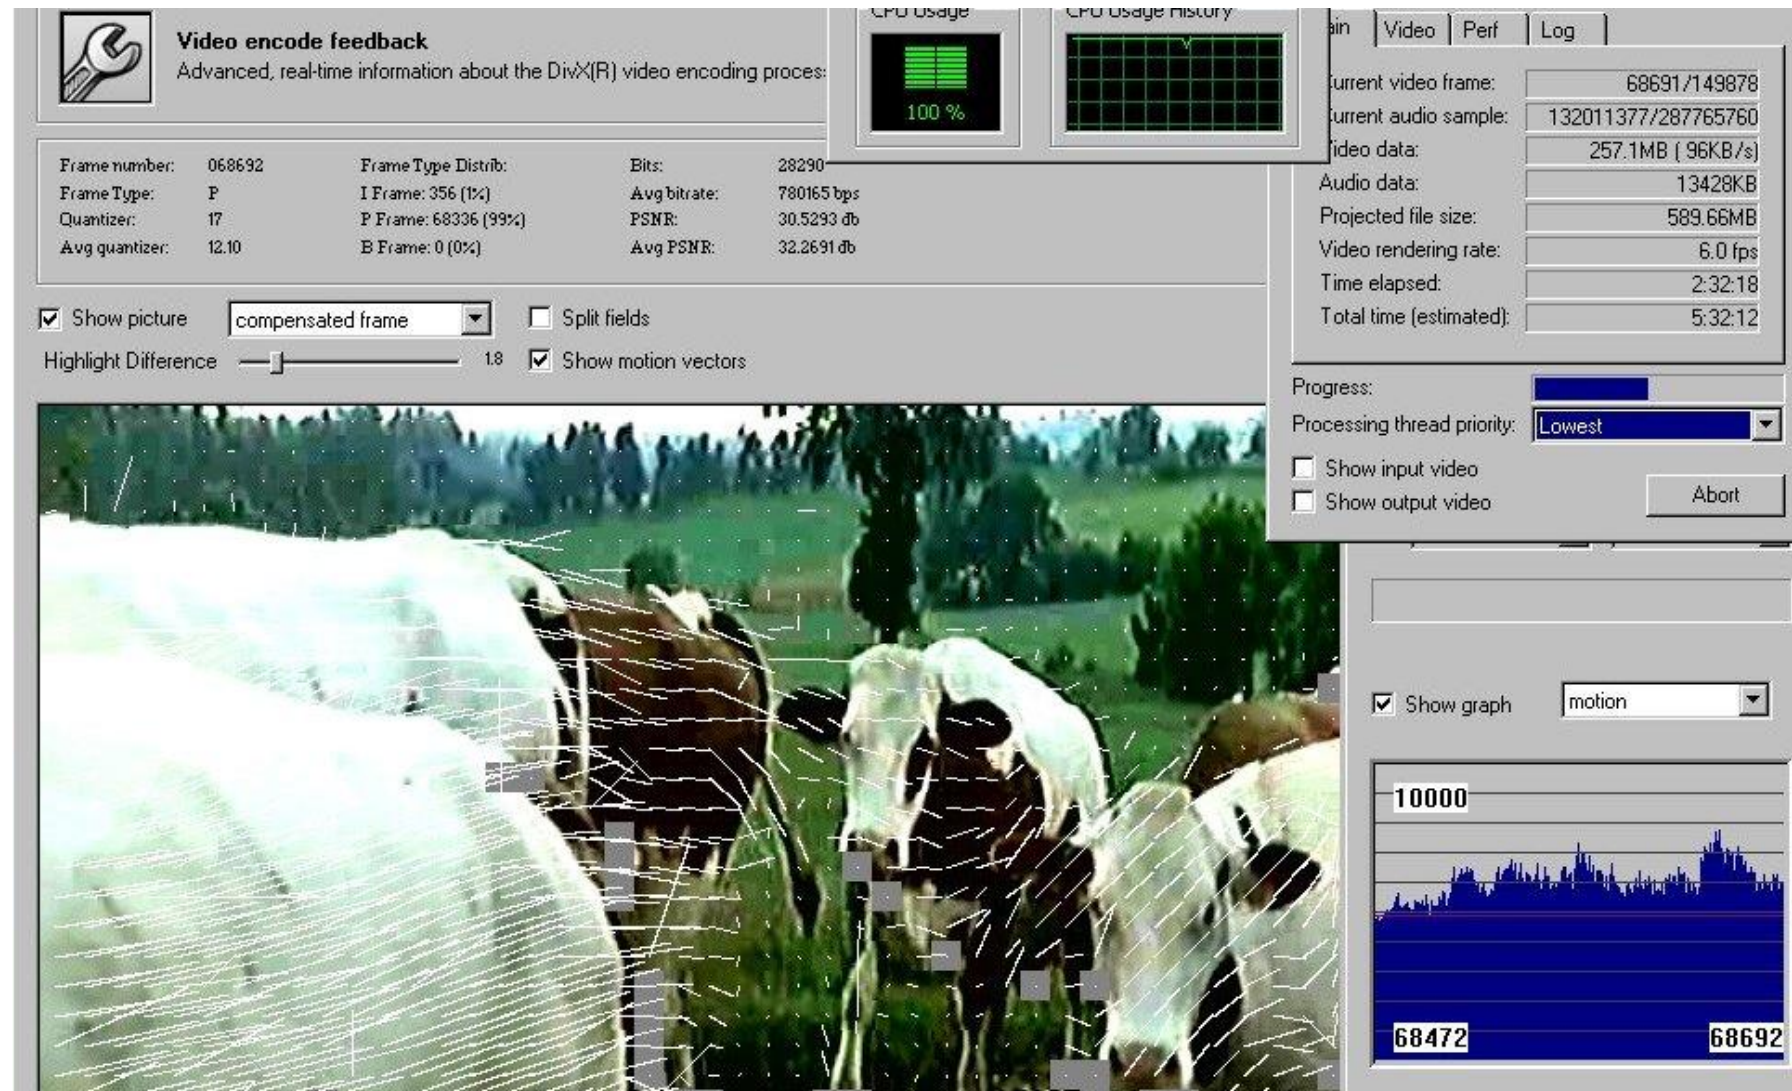 Video encode feedback
Advanced, real-time information about the DivX(R) video encoding
Frame number: 068692
Frame Type: P
Quantizer: 17
Avg quantizer: 12.10
Frame Type Distrib:
I Frame: 356 (1%)
P Frame: 68336 (99%)
B Frame: 0 (0%)
Bits: 28290
Avg bitrate: 780165 bps
PSNR: 30.5293 db
Avg PSNR: 32.2691 db
Show picture
compensated frame
Split fields
Highlight Difference 1.8
Show motion vectors
CPU Usage
100 %
CPU Usage History
Video
Perf
Log
video frame: 68691/149878
audio sample: 132011377/287765760
data: 257.1MB ( 96KB/s)
Audio data: 13428KB
Projected file size: 589.66MB
Video rendering rate: 6.0 fps
Time elapsed: 2:32:18
Total time (estimated): 5:32:12
Progress:
Processing thread priority: Lowest
Show input video
Show output video
Abort
Show graph
motion
10000
68472
68692